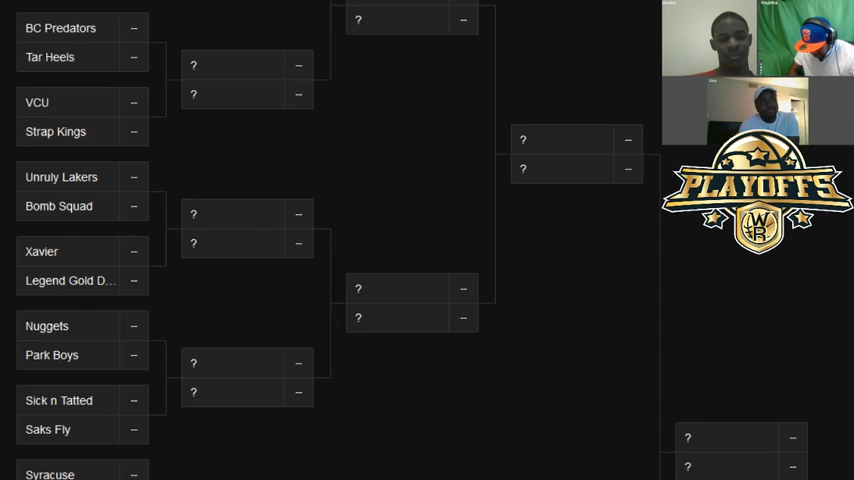 BC Predators --
Tar Heels --
VCU --
Strap Kings --
Unruly Lakers --
Bomb Squad --
Xavier --
Legend Gold D... --
Nuggets --
Park Boys --
Sick n Tatted --
Saks Fly --
Syracuse
? --
? --
? --
? --
? --
? --
? --
? --
? --
? --
? --
? --
? --
PLAYOFFS
WR